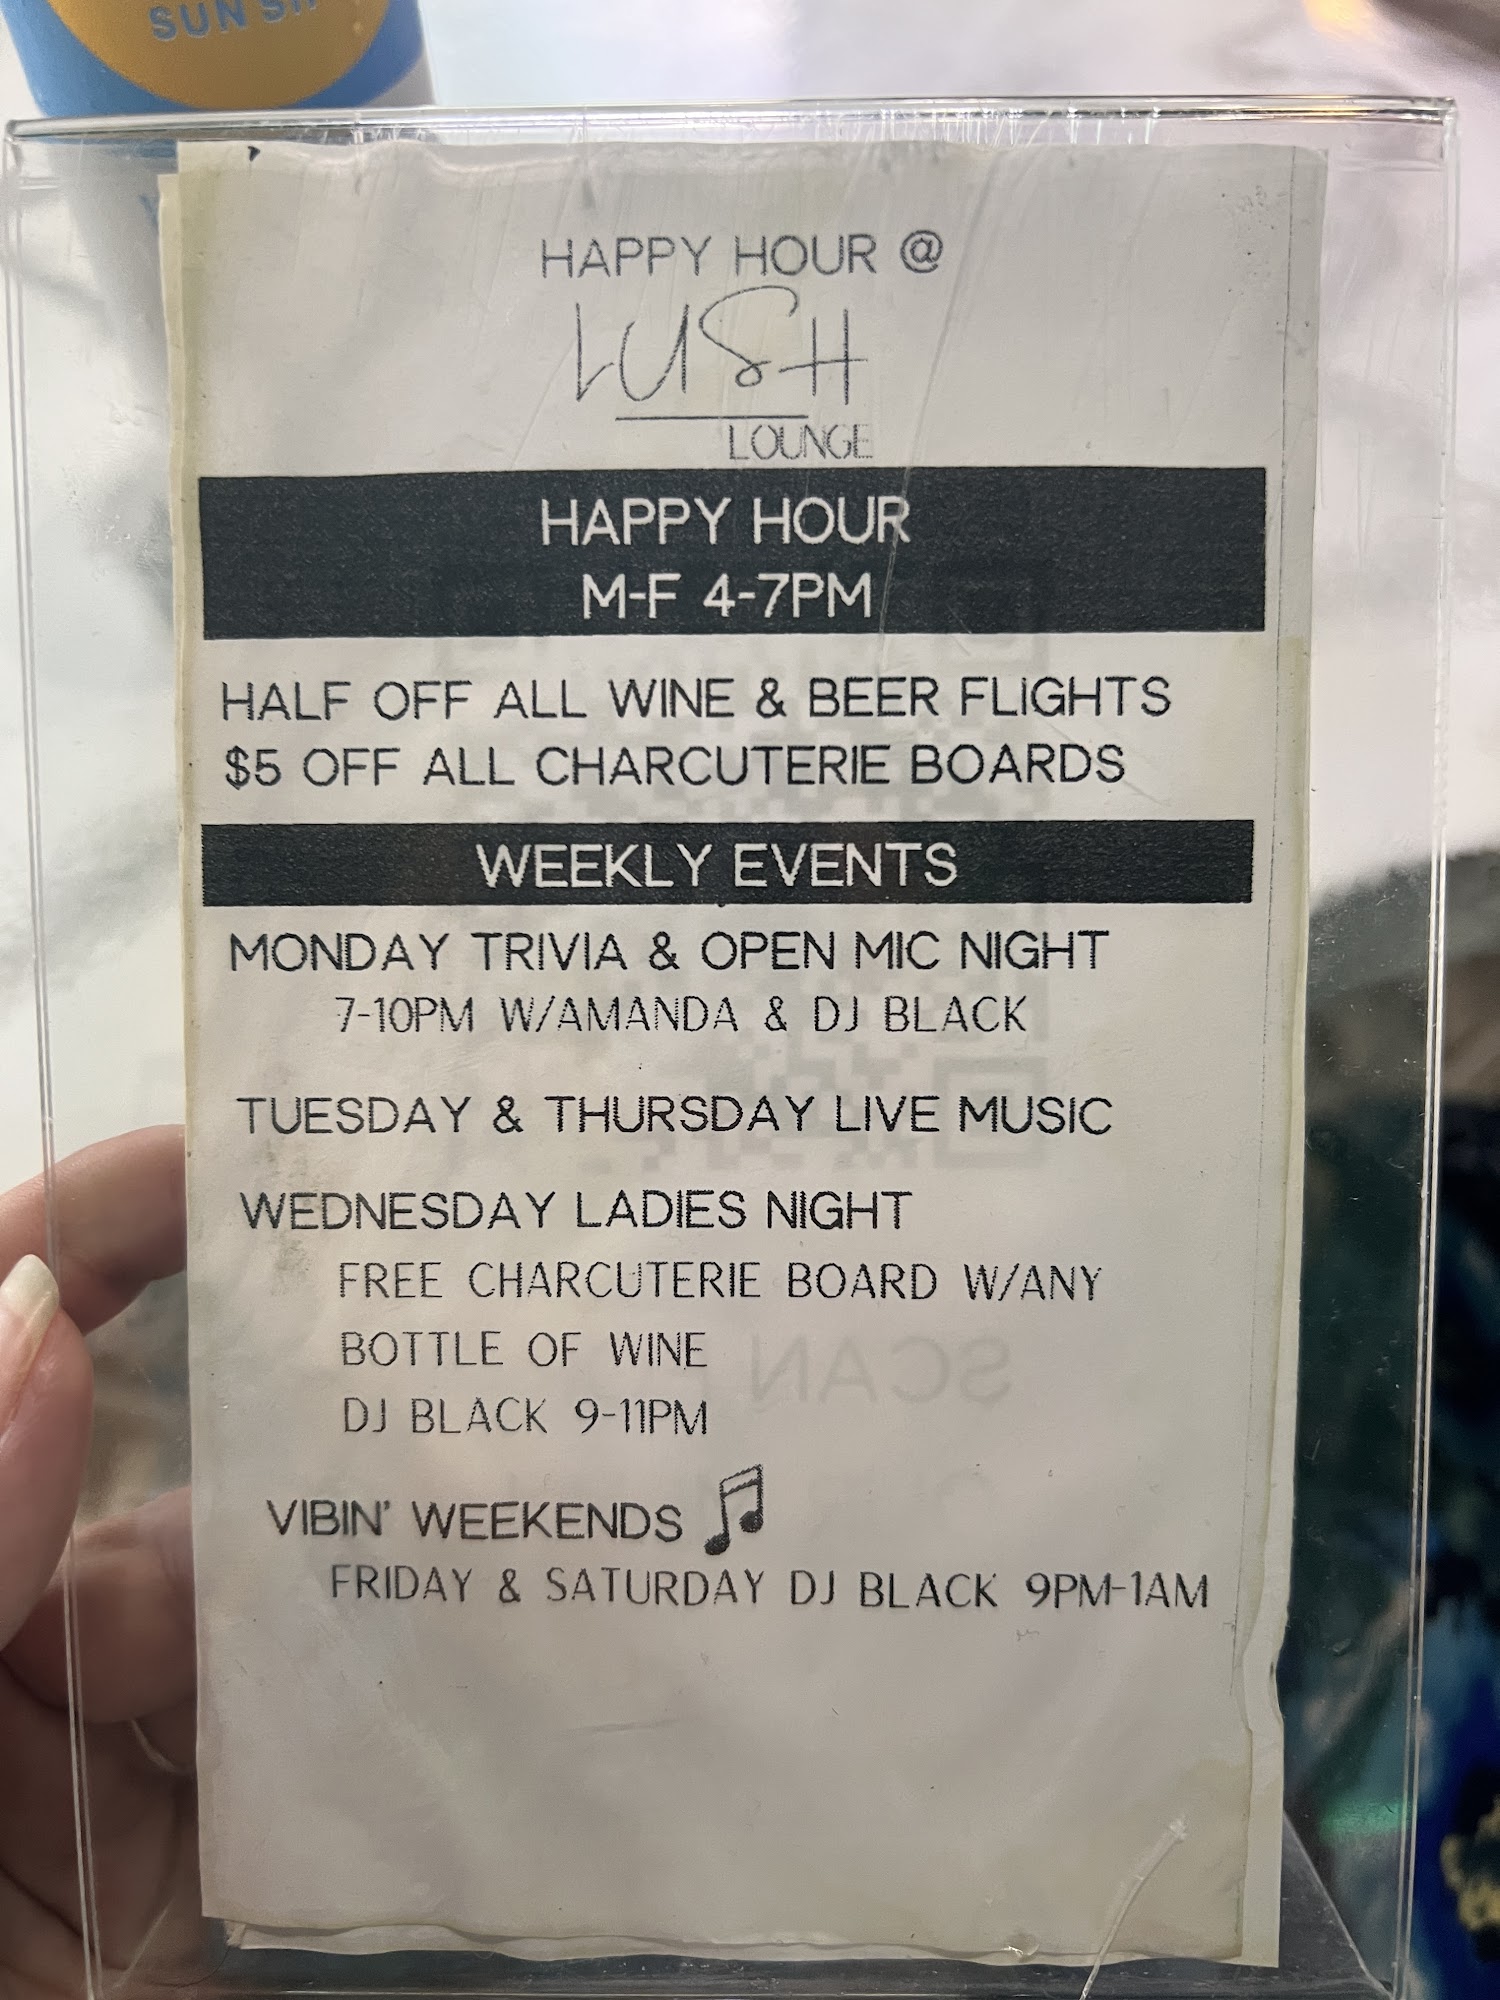 SUN SH
HAPPY HOUR @
LUSH
LOUNGE
HAPPY HOUR
M-F 4-7PM
HALF OFF ALL WINE & BEER FLIGHTS
$5 OFF ALL CHARCUTERIE BOARDS
WEEKLY EVENTS
MONDAY TRIVIA & OPEN MIC NIGHT
7-10PM W/AMANDA & DJ BLACK
TUESDAY & THURSDAY LIVE MUSIC
WEDNESDAY LADIES NIGHT
FREE CHARCUTERIE BOARD W/ANY
BOTTLE OF WINE
SCAN
DJ BLACK 9-11PM
VIBIN' WEEKENDS
FRIDAY & SATURDAY DJ BLACK 9PM-1AM